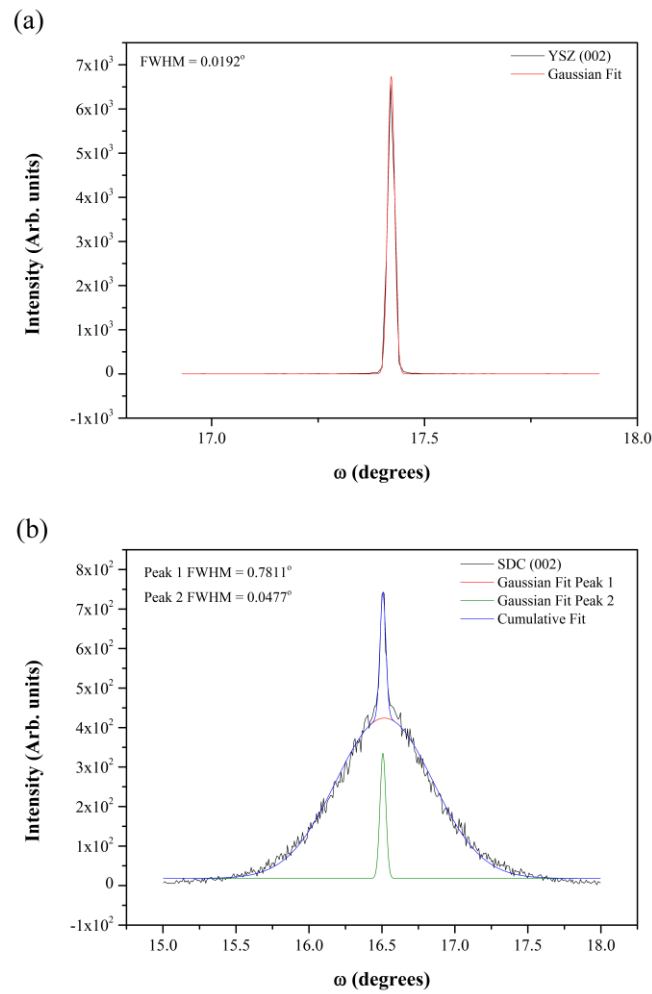 (a)
FWHM = 0.0192°
YSZ (002)
Gaussian Fit
7x10³
6x10³
5x10³
4x10³
3x10³
2x10³
1x10³
0
-1x10³
Intensity (Arb. units)
17.0 17.5 18.0
ω (degrees)
(b)
Peak 1 FWHM = 0.7811°
Peak 2 FWHM = 0.0477°
SDC (002)
Gaussian Fit Peak 1
Gaussian Fit Peak 2
Cumulative Fit
8x10²
7x10²
6x10²
5x10²
4x10²
3x10²
2x10²
1x10²
0
-1x10²
Intensity (Arb. units)
15.0 15.5 16.0 16.5 17.0 17.5 18.0
ω (degrees)